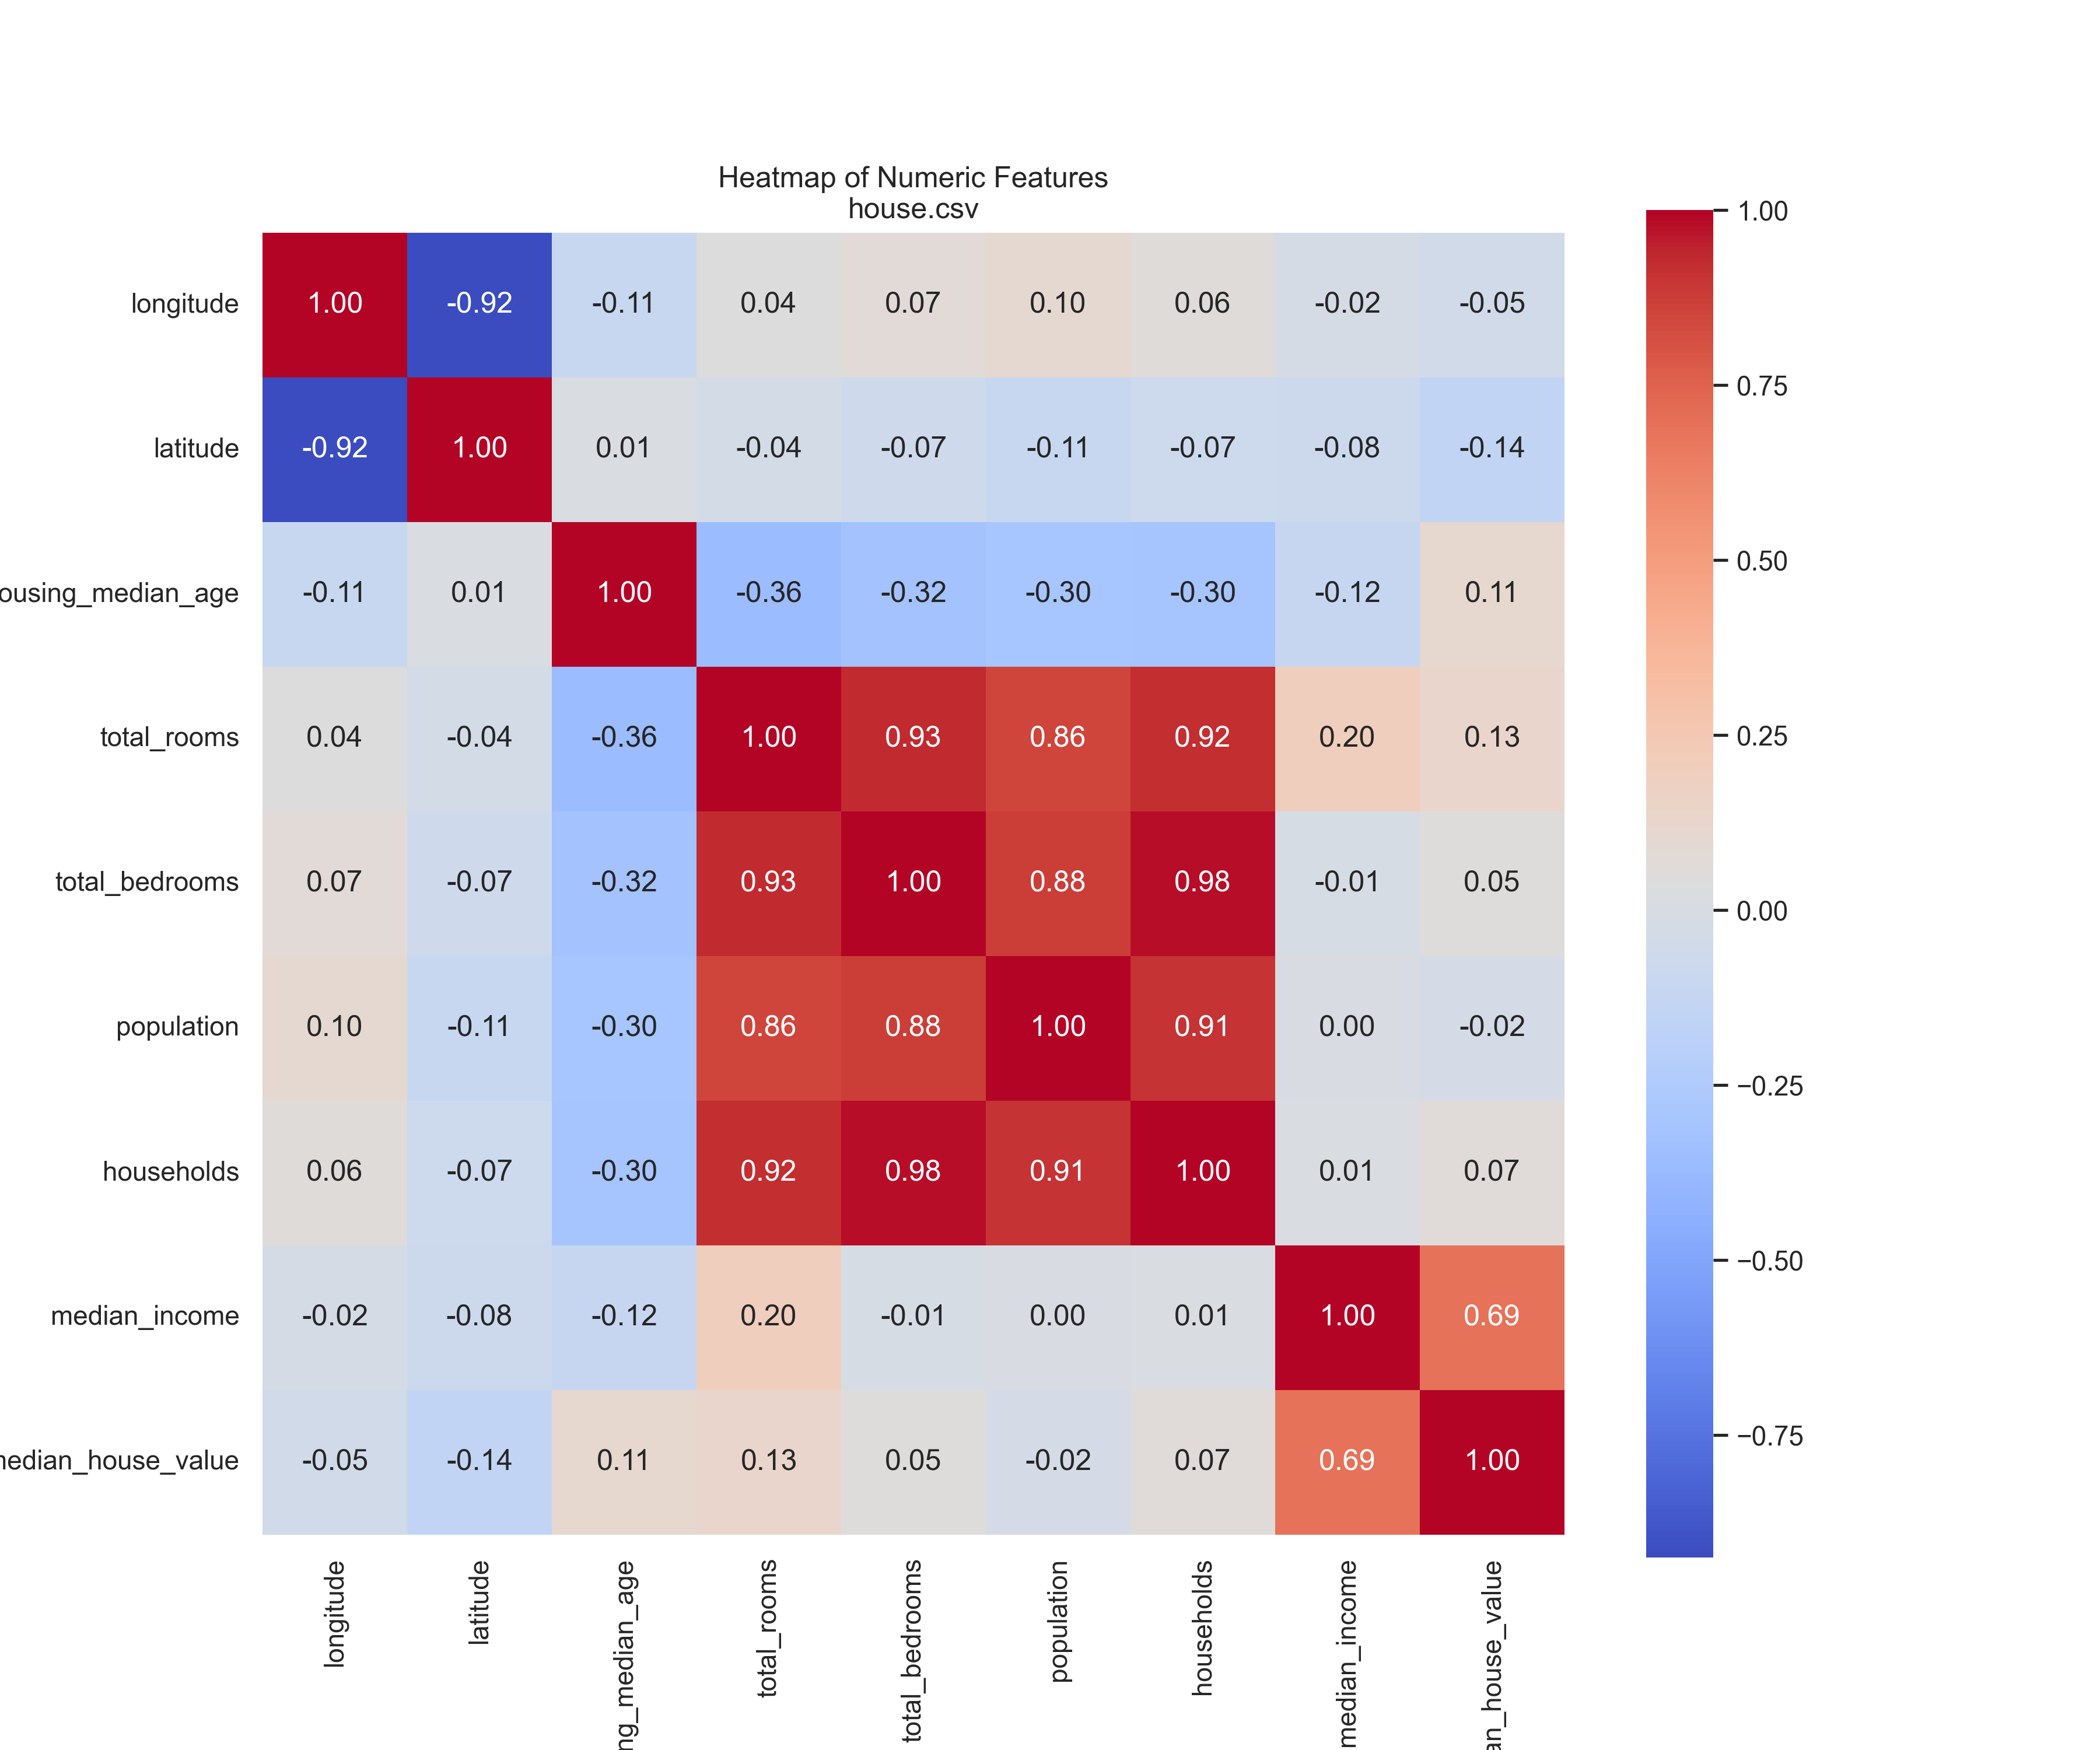 Heatmap of Numeric Features
house.csv
longitude 1.00 -0.92 -0.11 0.04 0.07 0.10 0.06 -0.02 -0.05
latitude -0.92 1.00 0.01 -0.04 -0.07 -0.11 -0.07 -0.08 -0.14
ousing_median_age -0.11 0.01 1.00 -0.36 -0.32 -0.30 -0.30 -0.12 0.11
total_rooms 0.04 -0.04 -0.36 1.00 0.93 0.86 0.92 0.20 0.13
total_bedrooms 0.07 -0.07 -0.32 0.93 1.00 0.88 0.98 -0.01 0.05
population 0.10 -0.11 -0.30 0.86 0.88 1.00 0.91 0.00 -0.02
households 0.06 -0.07 -0.30 0.92 0.98 0.91 1.00 0.01 0.07
median_income -0.02 -0.08 -0.12 0.20 -0.01 0.00 0.01 1.00 0.69
nedian_house_value -0.05 -0.14 0.11 0.13 0.05 -0.02 0.07 0.69 1.00
longitude
latitude
ng_median_age
total_rooms
total_bedrooms
population
households
median_income
an_house_value
1.00
0.75
0.50
0.25
0.00
−0.25
−0.50
−0.75